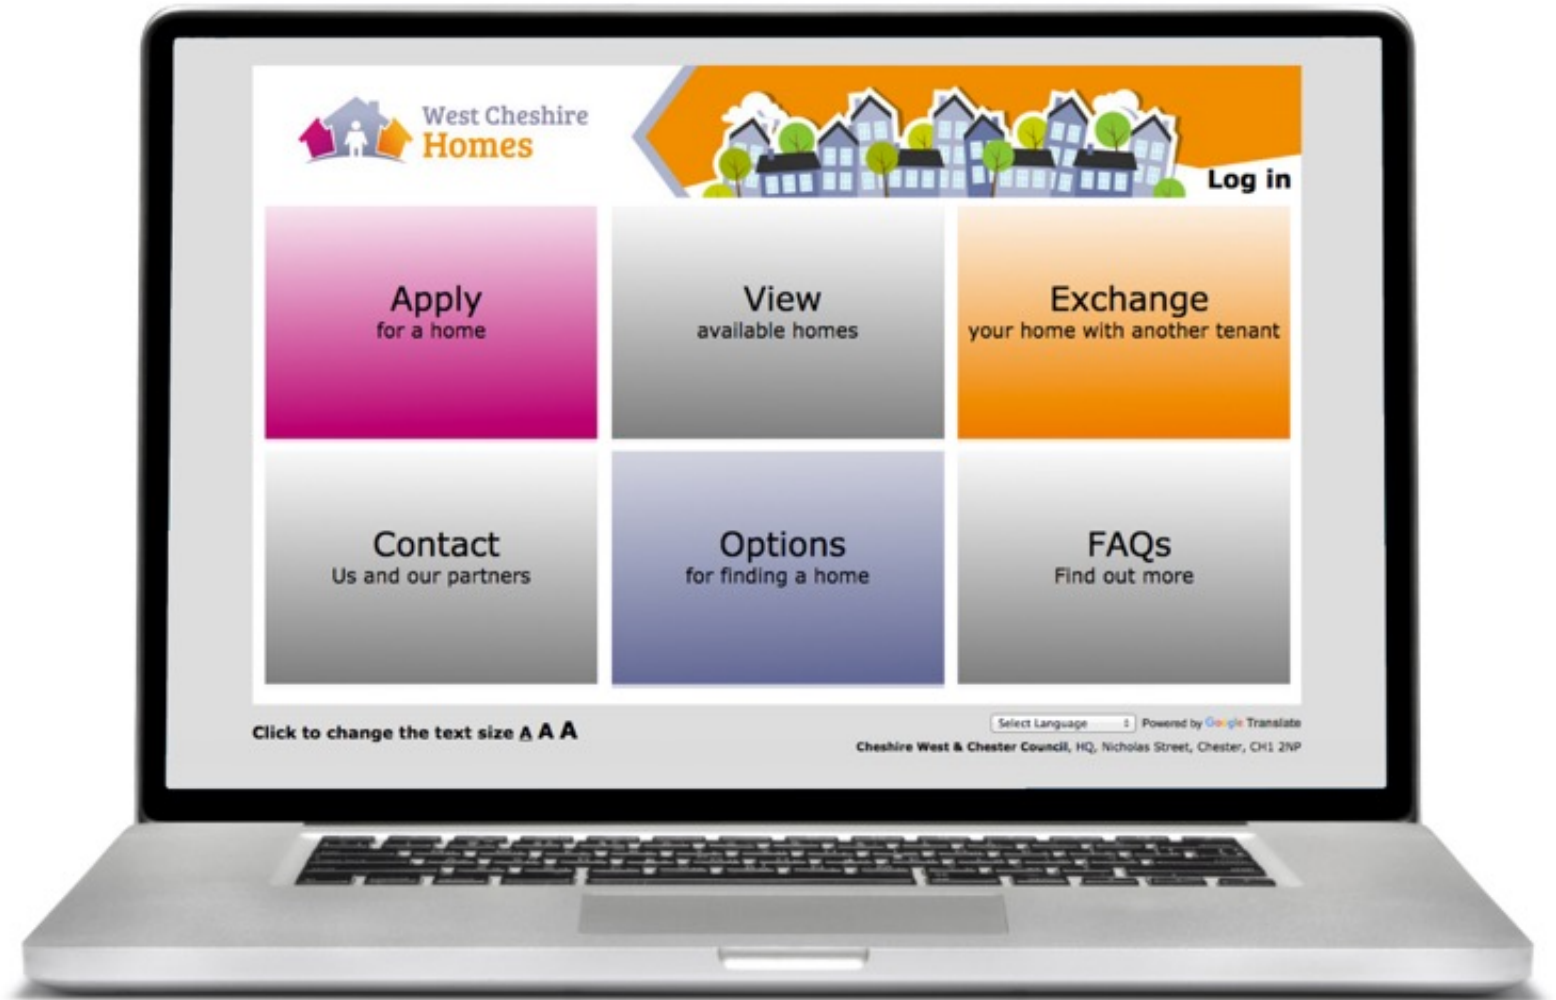 West Cheshire
Homes
Log in
Apply
for a home
View
available homes
Exchange
your home with another tenant
Contact
Us and our partners
Options
for finding a home
FAQs
Find out more
Click to change the text size A A A
Select Language
Powered by Google Translate
Cheshire West & Chester Council, HQ, Nicholas Street, Chester, CH1 2NP